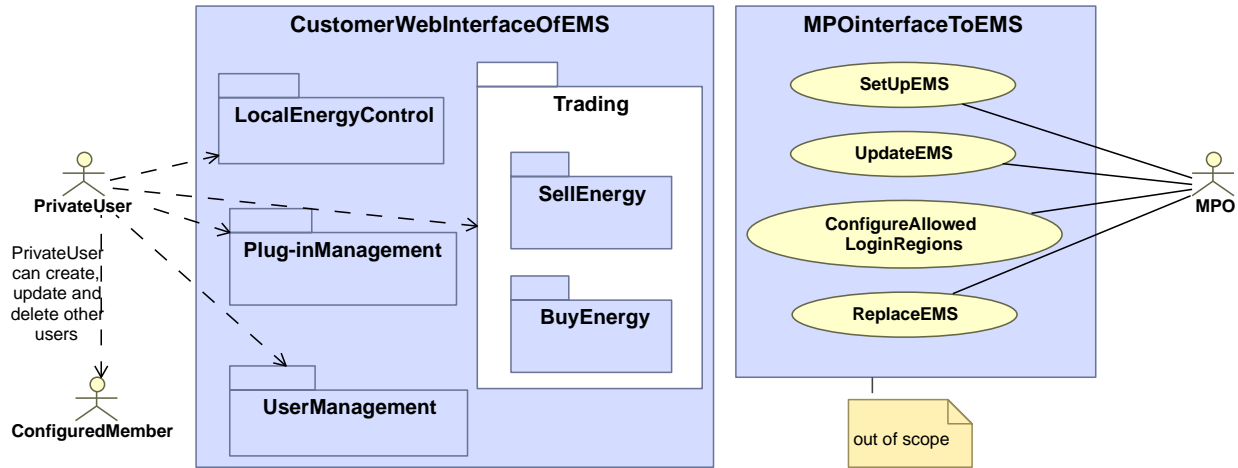 CustomerWebInterfaceOfEMS
LocalEnergyControl
Plug-inManagement
UserManagement
Trading
SellEnergy
BuyEnergy
PrivateUser
PrivateUser
can create,
update and
delete other
users
ConfiguredMember
MPOinterfaceToEMS
SetUpEMS
UpdateEMS
ConfigureAllowed
LoginRegions
ReplaceEMS
MPO
out of scope